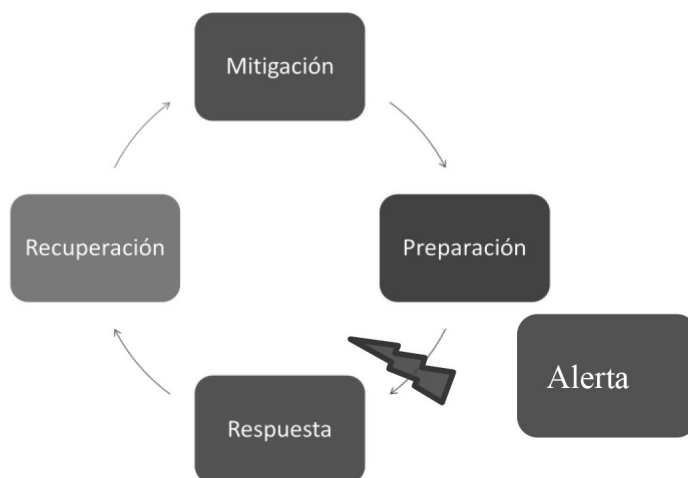 Mitigación
Recuperación
Preparación
Alerta
Respuesta